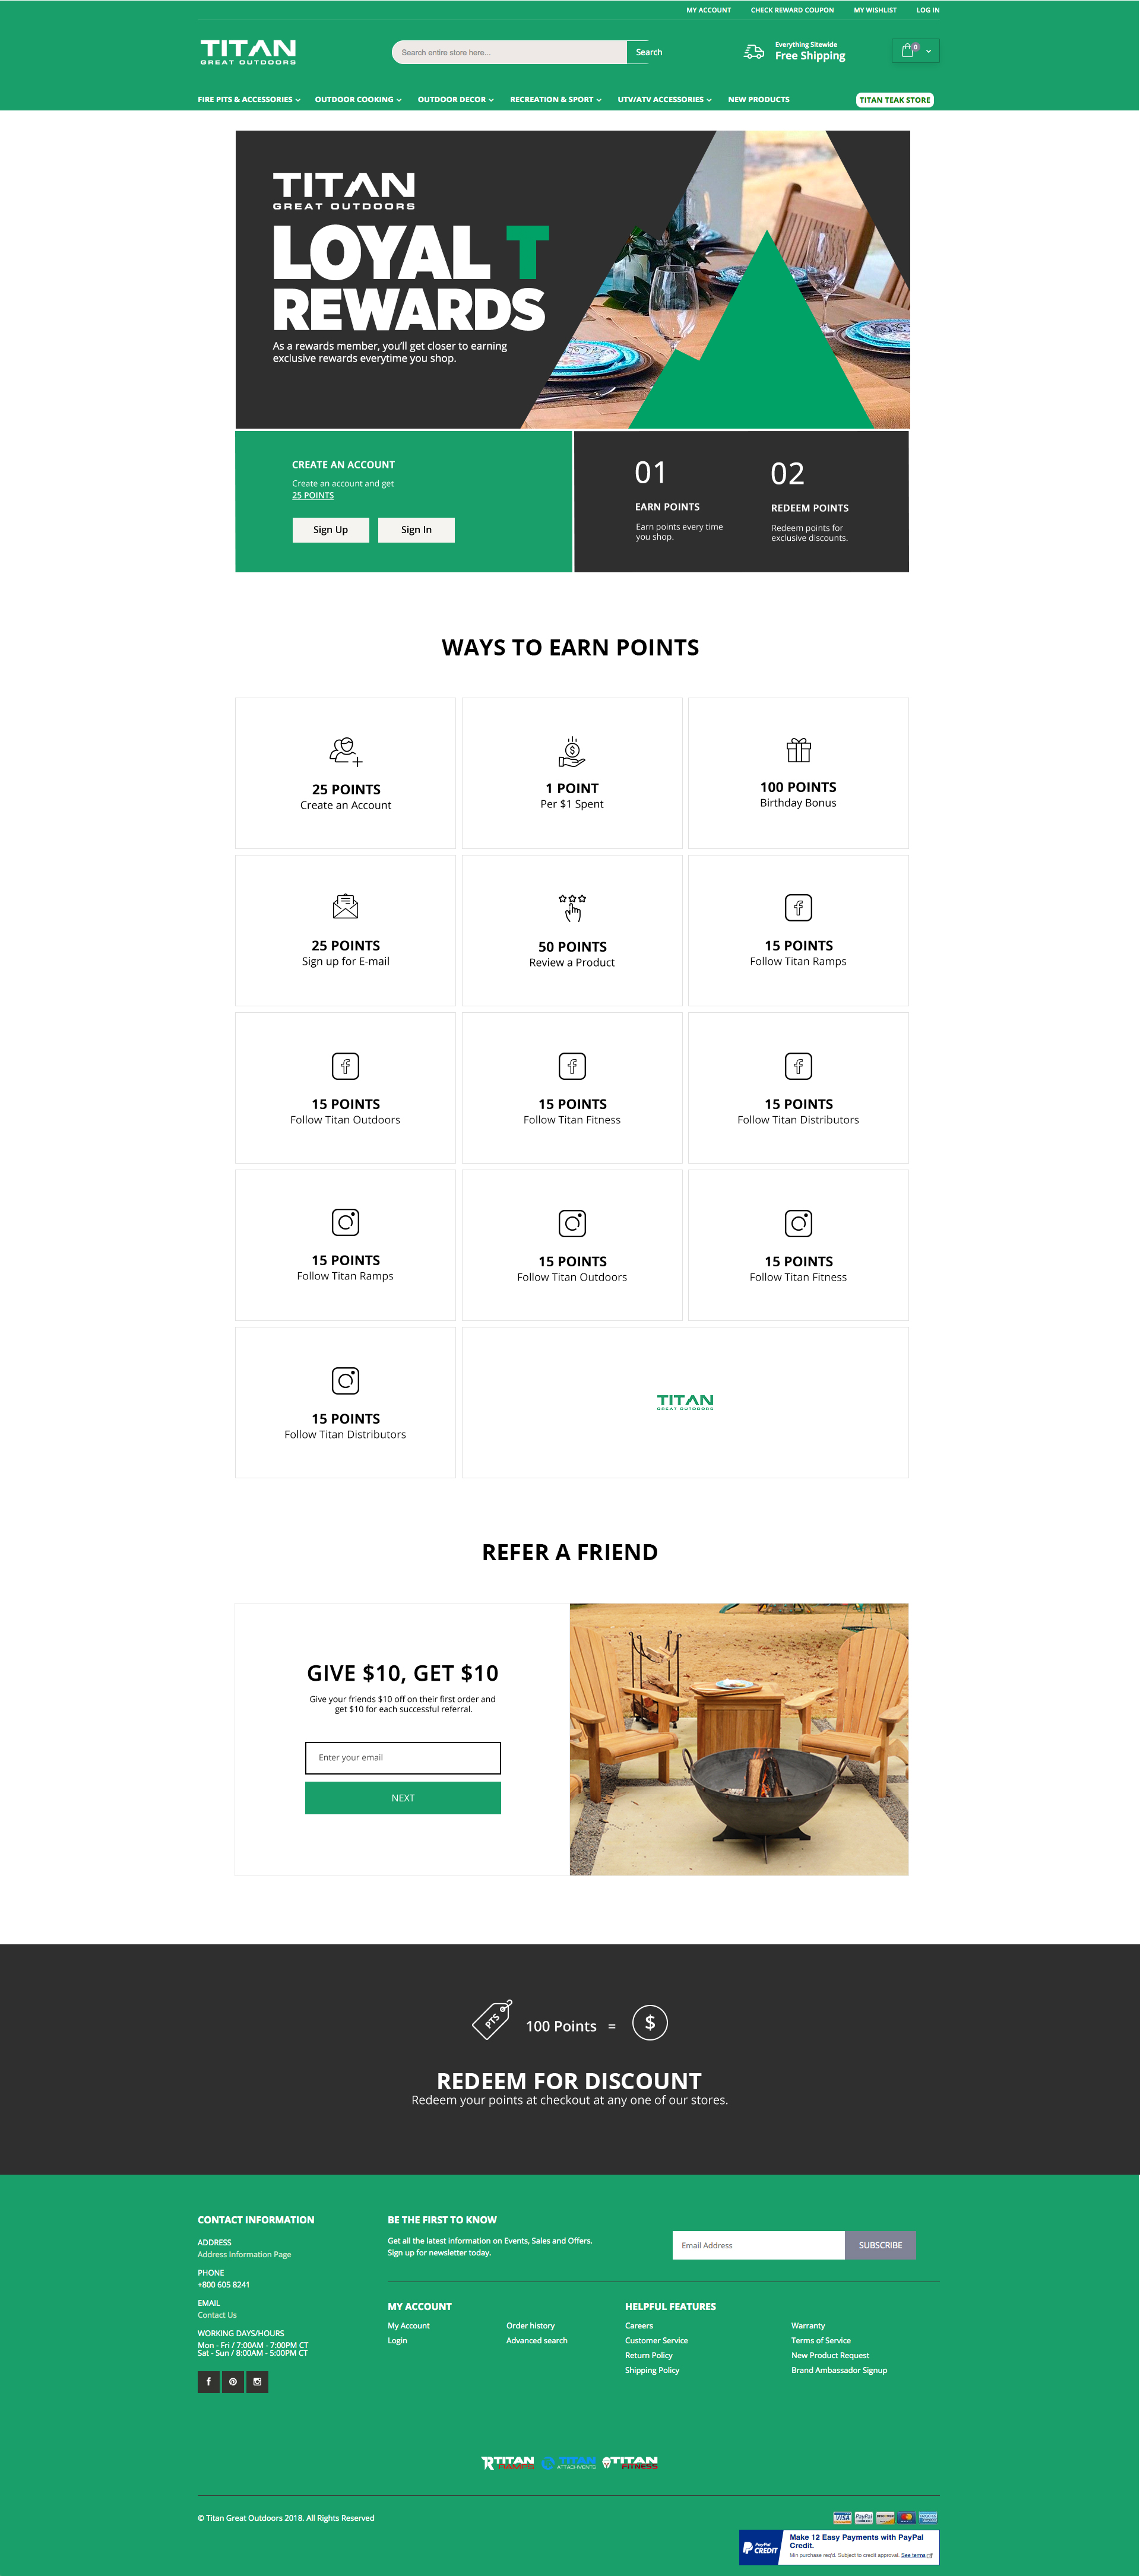 MY ACCOUNT CHECK REWARD COUPON MY WISHLIST LOG IN
TITAN
GREAT OUTDOORS
Search entire store here...
Search
Everything Sitewide
Free Shipping
0
FIRE PITS & ACCESSORIES OUTDOOR COOKING OUTDOOR DECOR RECREATION & SPORT UTV/ATV ACCESSORIES NEW PRODUCTS TITAN TEAK STORE
TITAN
GREAT OUTDOORS
LOYAL T
REWARDS
As a rewards member, you'll get closer to earning
exclusive rewards everytime you shop.
CREATE AN ACCOUNT
Create an account and get
25 POINTS
Sign Up Sign In
01
EARN POINTS
Earn points every time
you shop.
02
REDEEM POINTS
Redeem points for
exclusive discounts.
WAYS TO EARN POINTS
25 POINTS
Create an Account
1 POINT
Per $1 Spent
100 POINTS
Birthday Bonus
25 POINTS
Sign up for E-mail
50 POINTS
Review a Product
15 POINTS
Follow Titan Ramps
15 POINTS
Follow Titan Outdoors
15 POINTS
Follow Titan Fitness
15 POINTS
Follow Titan Distributors
15 POINTS
Follow Titan Ramps
15 POINTS
Follow Titan Outdoors
15 POINTS
Follow Titan Fitness
15 POINTS
Follow Titan Distributors
TITAN
GREAT OUTDOORS
REFER A FRIEND
GIVE $10, GET $10
Give your friends $10 off on their first order and
get $10 for each successful referral.
Enter your email
NEXT
PTS 100 Points = $
REDEEM FOR DISCOUNT
Redeem your points at checkout at any one of our stores.
CONTACT INFORMATION
ADDRESS
Address Information Page
PHONE
+800 605 8241
EMAIL
Contact Us
WORKING DAYS/HOURS
Mon - Fri / 7:00AM - 7:00PM CT
Sat - Sun / 8:00AM - 5:00PM CT
BE THE FIRST TO KNOW
Get all the latest information on Events, Sales and Offers.
Sign up for newsletter today.
Email Address
SUBSCRIBE
MY ACCOUNT
My Account Order history
Login Advanced search
HELPFUL FEATURES
Careers Warranty
Customer Service Terms of Service
Return Policy New Product Request
Shipping Policy Brand Ambassador Signup
TITAN
RAMPS
TITAN
ATTACHMENTS
TITAN
FITNESS
© Titan Great Outdoors 2018. All Rights Reserved
VISA PayPal
PayPal
CREDIT
Make 12 Easy Payments with PayPal
Credit.
Min purchase req'd. Subject to credit approval. See terms